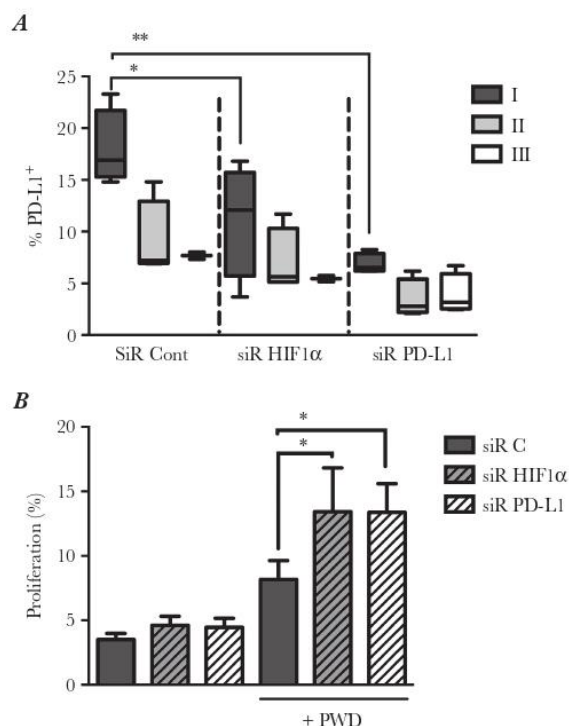 A
**
*
25
20
15
10
5
0
% PD-L1+
I
II
III
SiR Cont
siR HIF1α
siR PD-L1
B
*
*
20
15
10
5
0
Proliferation (%)
siR C
siR HIF1α
siR PD-L1
+ PWD